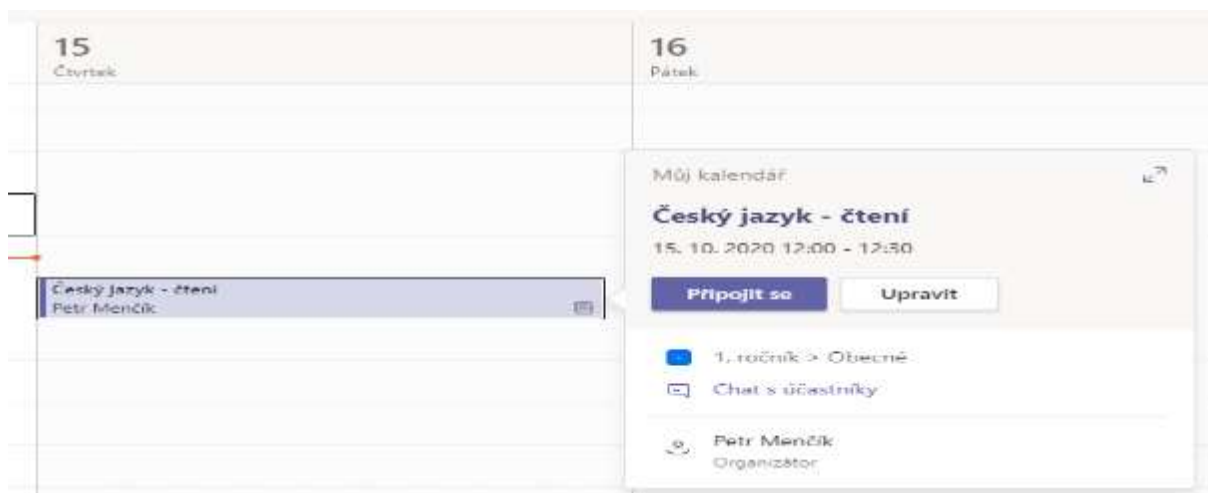 15
Čtvrtek
16
Pátek
Český jazyk - čtení
Petr Menčík
Můj kalendář
Český jazyk - čtení
15. 10. 2020 12:00 - 12:30
Připojit se
Upravit
1. ročník > Obecné
Chat s účastníky
Petr Menčík
Organizátor